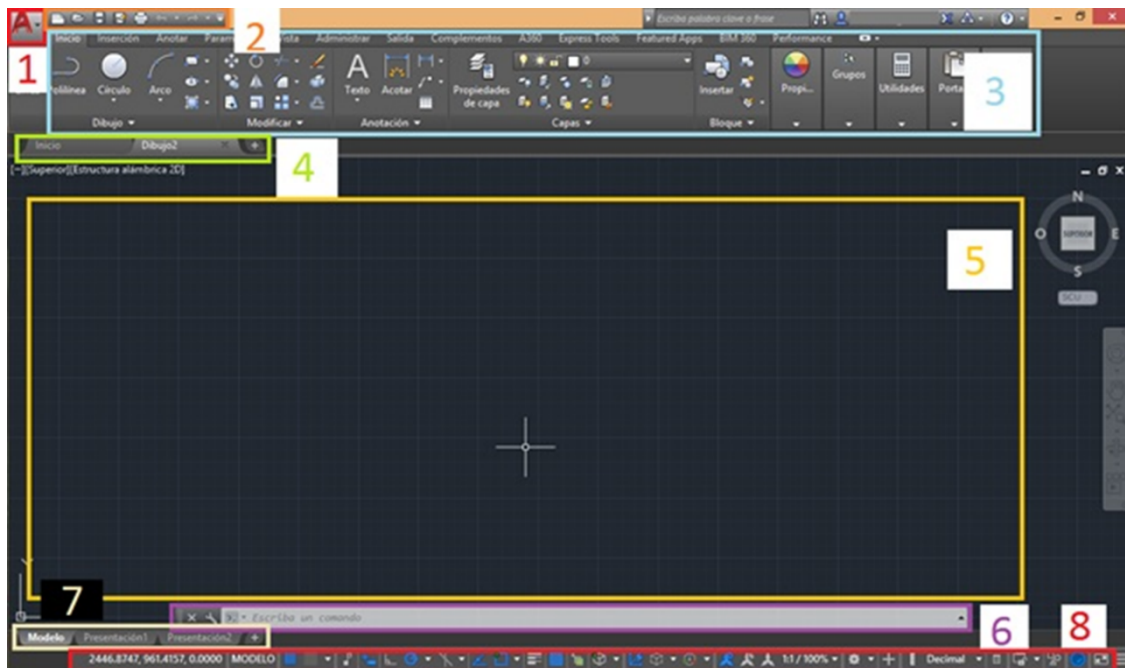 A
Escriba palabra clave o frase
1
2
Inicio Inserción Anotar Vista Administrar Salida Complementos A360 Express Tools Featured Apps BIM 360 Performance
Círculo Arco Texto Acotar Propiedades de capa 0 Insertar Propi... Grupos Utilidades
3
Dibujo Modificar Anotación Capas Bloque
Inicio Dibujo2 +
4
[−][Superior][Estructura alámbrica 2D]
N
O SUPERIOR E
S
SCU
5
7
Escriba un comando
6
8
Modelo Presentación1 Presentación2 +
2446.8747, 961.4157, 0.0000 MODELO 1:1 / 100% Decimal